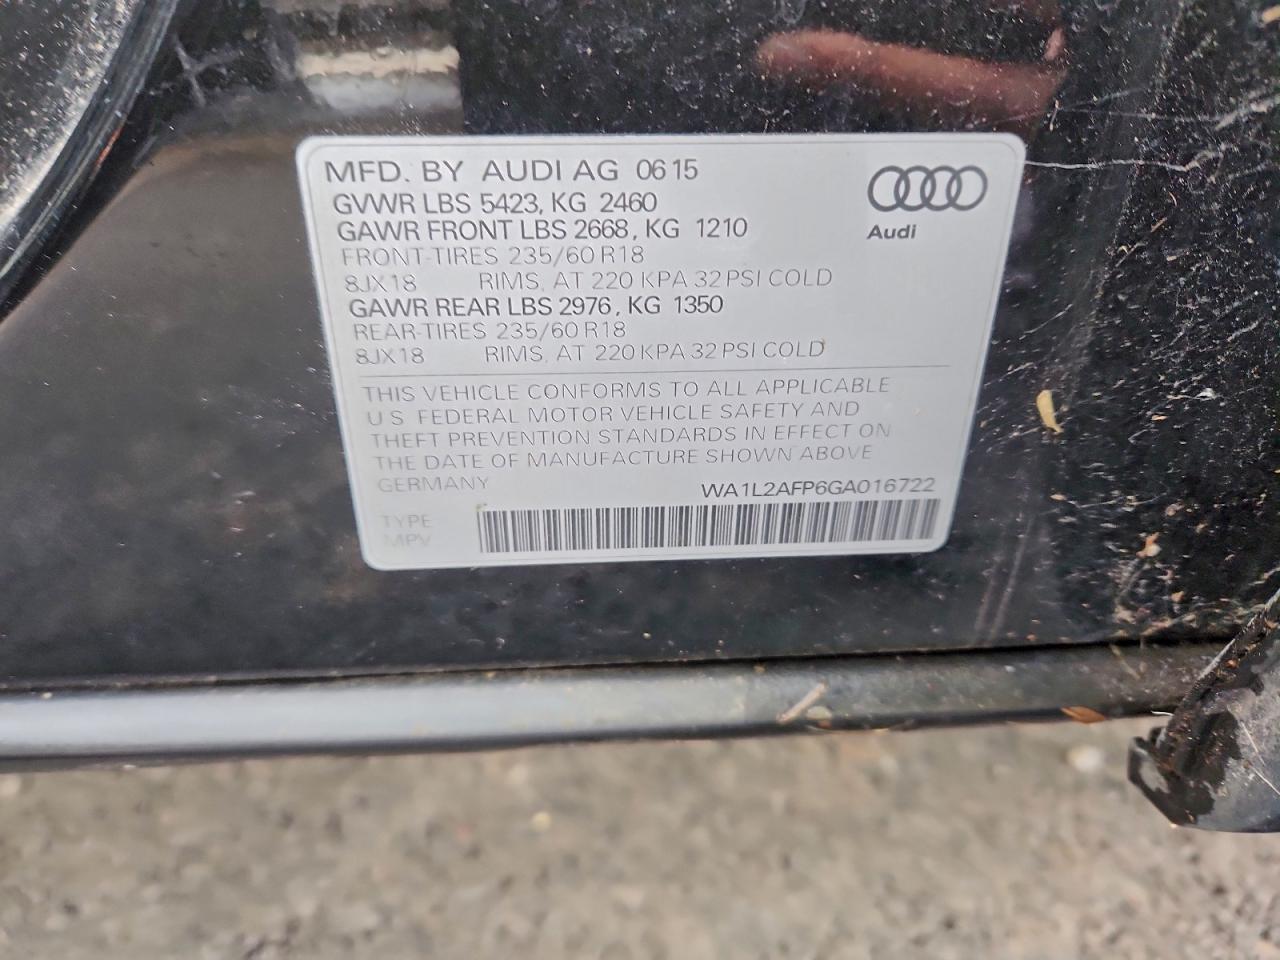 MFD. BY AUDI AG 0615
GVWR LBS 5423, KG 2460
GAWR FRONT LBS 2668, KG 1210
Audi
FRONT-TIRES 235/60 R18
8JX18 RIMS, AT 220 KPA 32 PSI COLD
GAWR REAR LBS 2976, KG 1350
REAR-TIRES 235/60 R18
8JX18 RIMS, AT 220 KPA 32 PSI COLD
THIS VEHICLE CONFORMS TO ALL APPLICABLE
U S FEDERAL MOTOR VEHICLE SAFETY AND
THEFT PREVENTION STANDARDS IN EFFECT ON
THE DATE OF MANUFACTURE SHOWN ABOVE
GERMANY WA1L2AFP6GA016722
TYPE
MPV